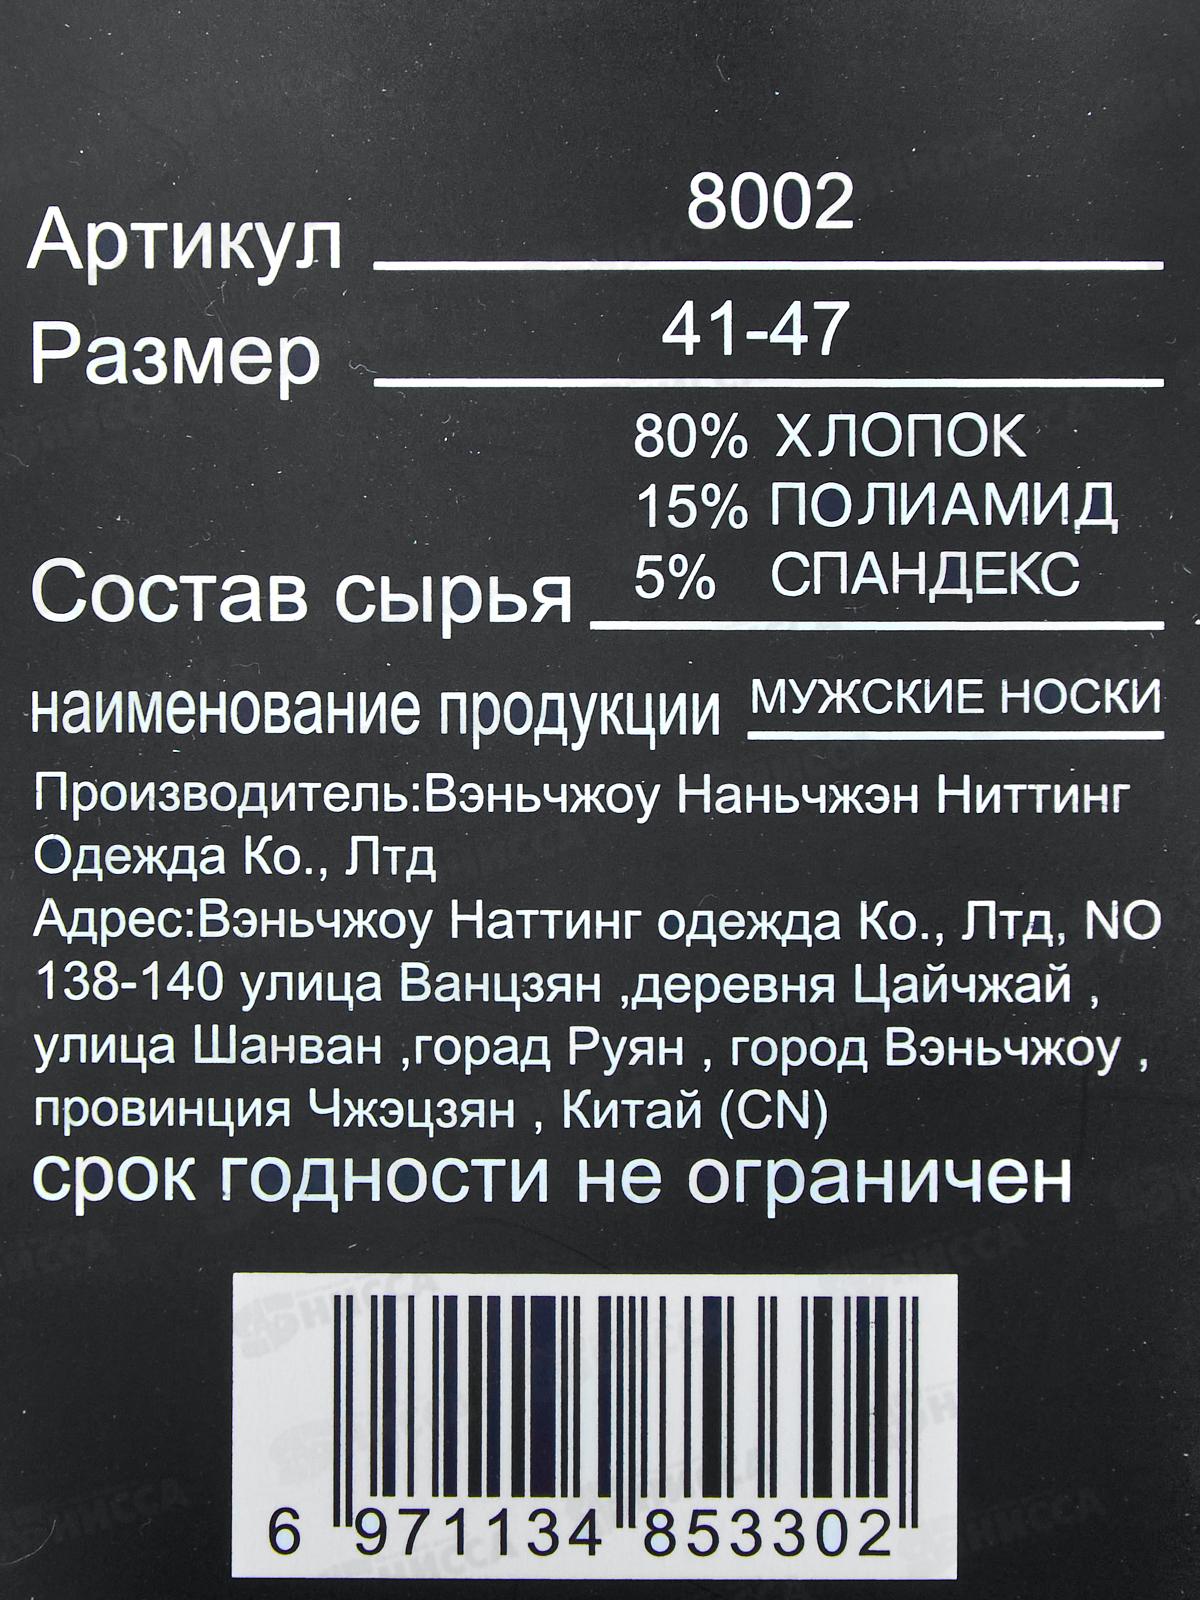 Артикул 8002
Размер 41-47
80% ХЛОПОК
15% ПОЛИАМИД
Состав сырья 5% СПАНДЕКС
наименование продукции МУЖСКИЕ НОСКИ
Производитель:Вэньчжоу Наньчжэн Ниттинг
Одежда Ко., Лтд
Адрес:Вэньчжоу Наттинг одежда Ко., Лтд, NO
138-140 улица Ванцзян ,деревня Цайчжай ,
улица Шанван ,горад Руян , город Вэньчжоу ,
провинция Чжэцзян , Китай (CN)
срок годности не ограничен
6 971134 853302